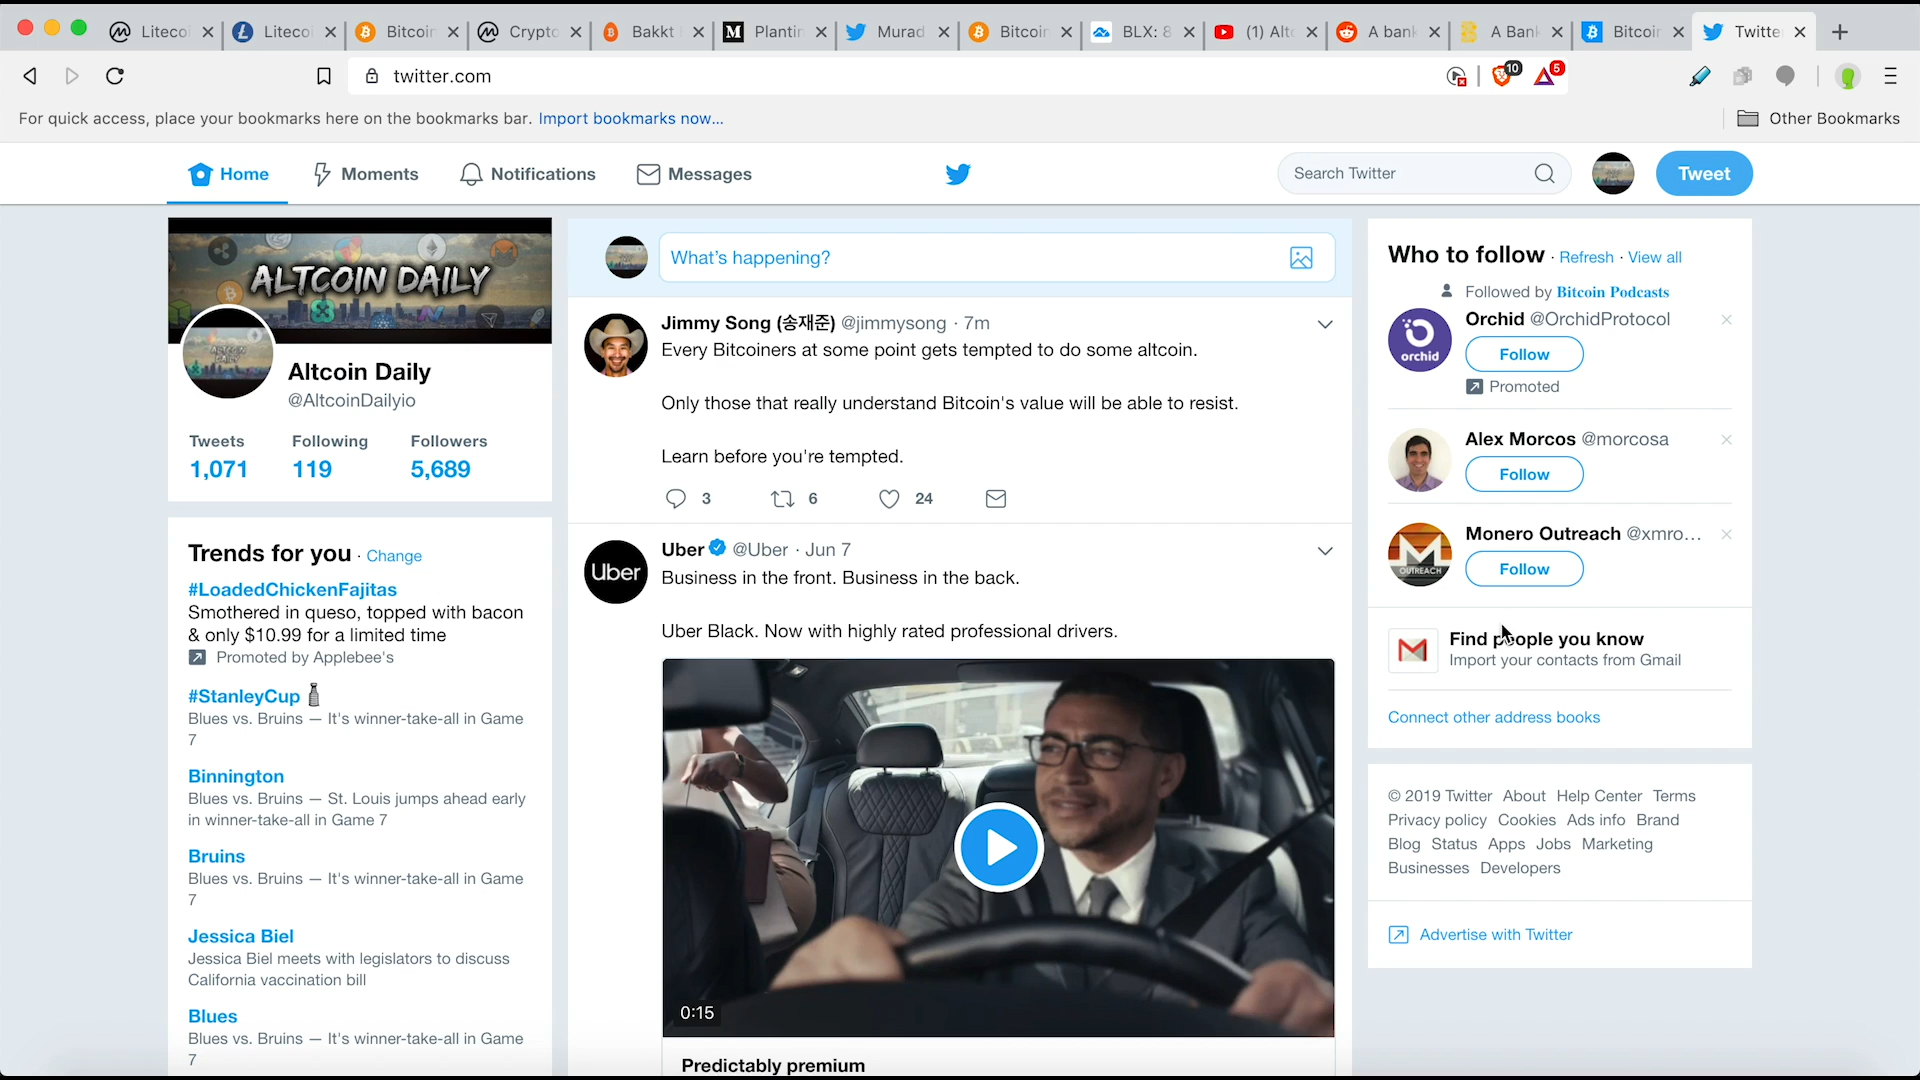 Liteco
Liteco
Bitcoin
Crypto
Bakkt
Plantin
Murad
Bitcoin
BLX: 8
(1) Alt
A bank
A Bank
Bitcoin
Twitte
twitter.com
10
5
For quick access, place your bookmarks here on the bookmarks bar. Import bookmarks now...
Other Bookmarks
Home
Moments
Notifications
Messages
Search Twitter
Tweet
ALTCOIN DAILY
Altcoin Daily
@AltcoinDailyio
Tweets Following Followers
1,071 119 5,689
Trends for you · Change
#LoadedChickenFajitas
Smothered in queso, topped with bacon
& only $10.99 for a limited time
Promoted by Applebee's
#StanleyCup
Blues vs. Bruins — It's winner-take-all in Game
7
Binnington
Blues vs. Bruins — St. Louis jumps ahead early
in winner-take-all in Game 7
Bruins
Blues vs. Bruins — It's winner-take-all in Game
7
Jessica Biel
Jessica Biel meets with legislators to discuss
California vaccination bill
Blues
Blues vs. Bruins — It's winner-take-all in Game
7
What's happening?
Jimmy Song (송재준) @jimmysong · 7m
Every Bitcoiners at some point gets tempted to do some altcoin.
Only those that really understand Bitcoin's value will be able to resist.
Learn before you're tempted.
3 6 24
Uber
Uber @Uber · Jun 7
Business in the front. Business in the back.
Uber Black. Now with highly rated professional drivers.
0:15
Predictably premium
Who to follow · Refresh · View all
Followed by Bitcoin Podcasts
orchid
Orchid @OrchidProtocol
Follow
Promoted
Alex Morcos @morcosa
Follow
OUTREACH
Monero Outreach @xmro...
Follow
Find people you know
Import your contacts from Gmail
Connect other address books
© 2019 Twitter About Help Center Terms
Privacy policy Cookies Ads info Brand
Blog Status Apps Jobs Marketing
Businesses Developers
Advertise with Twitter